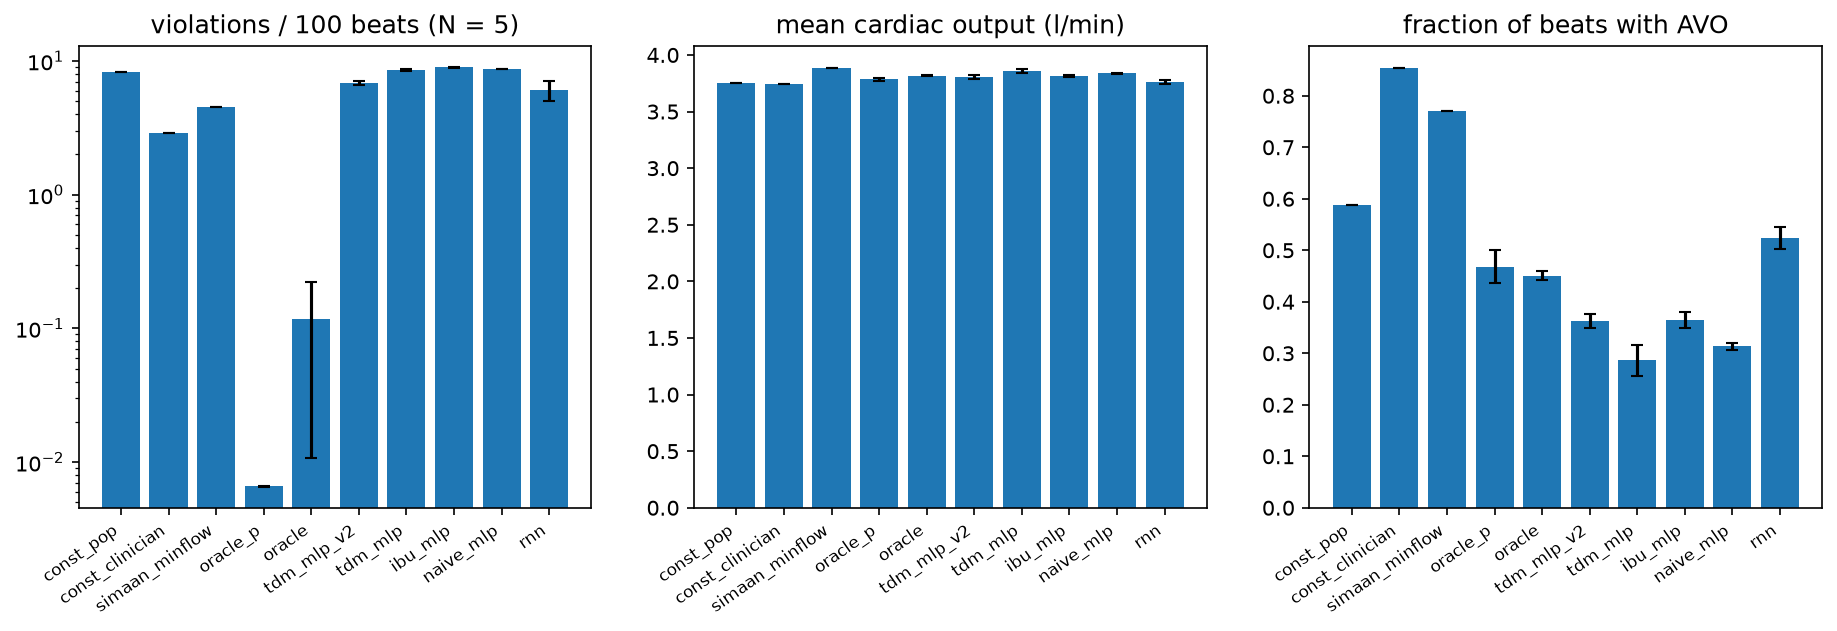 violations / 100 beats (N = 5)
10¹
10⁰
10⁻¹
10⁻²
const_pop
const_clinician
simaan_minflow
oracle_p
oracle
tdm_mlp_v2
tdm_mlp
ibu_mlp
naive_mlp
rnn
mean cardiac output (l/min)
4.0
3.5
3.0
2.5
2.0
1.5
1.0
0.5
0.0
const_pop
const_clinician
simaan_minflow
oracle_p
oracle
tdm_mlp_v2
tdm_mlp
ibu_mlp
naive_mlp
rnn
fraction of beats with AVO
0.8
0.7
0.6
0.5
0.4
0.3
0.2
0.1
0.0
const_pop
const_clinician
simaan_minflow
oracle_p
oracle
tdm_mlp_v2
tdm_mlp
ibu_mlp
naive_mlp
rnn